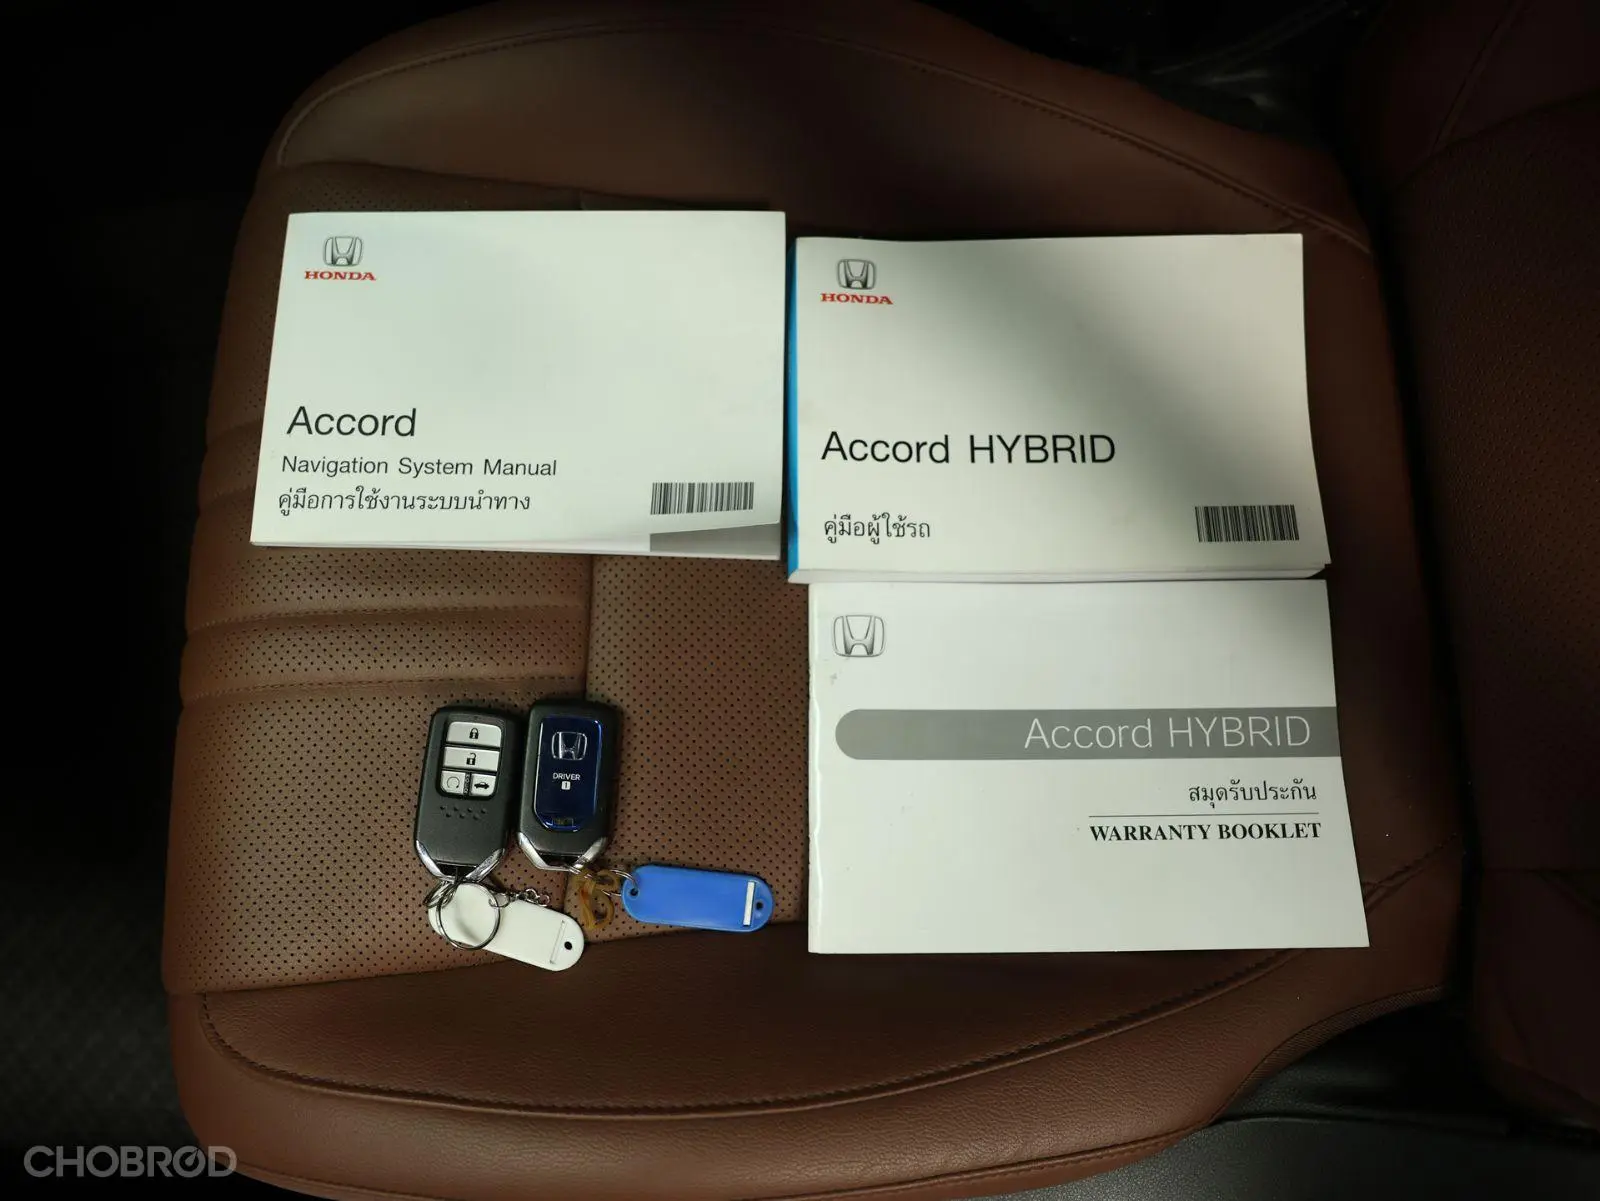 HONDA
Accord
Navigation System Manual
คู่มือการใช้งานระบบนำทาง
HONDA
Accord HYBRID
คู่มือผู้ใช้รถ
Accord HYBRID
สมุดรับประกัน
WARRANTY BOOKLET
DRIVER
1
CHOBROD